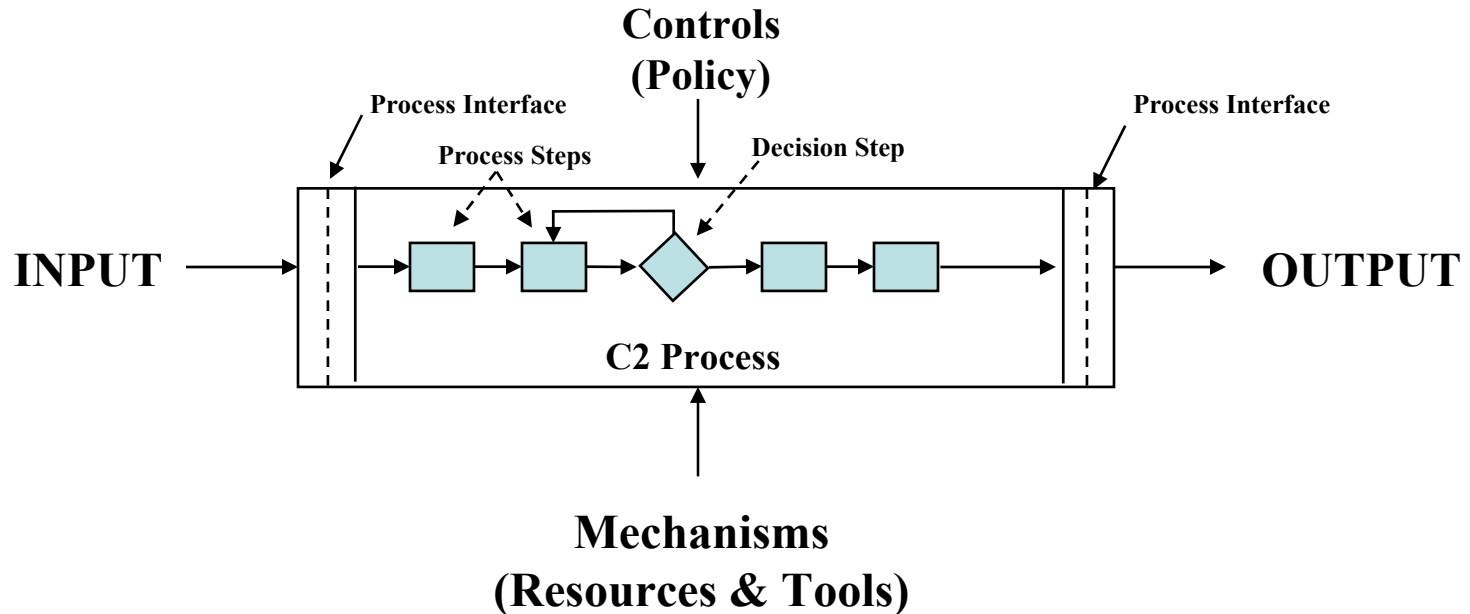 Controls
(Policy)
Process Interface
Process Interface
Process Steps
Decision Step
INPUT
OUTPUT
C2 Process
Mechanisms
(Resources & Tools)